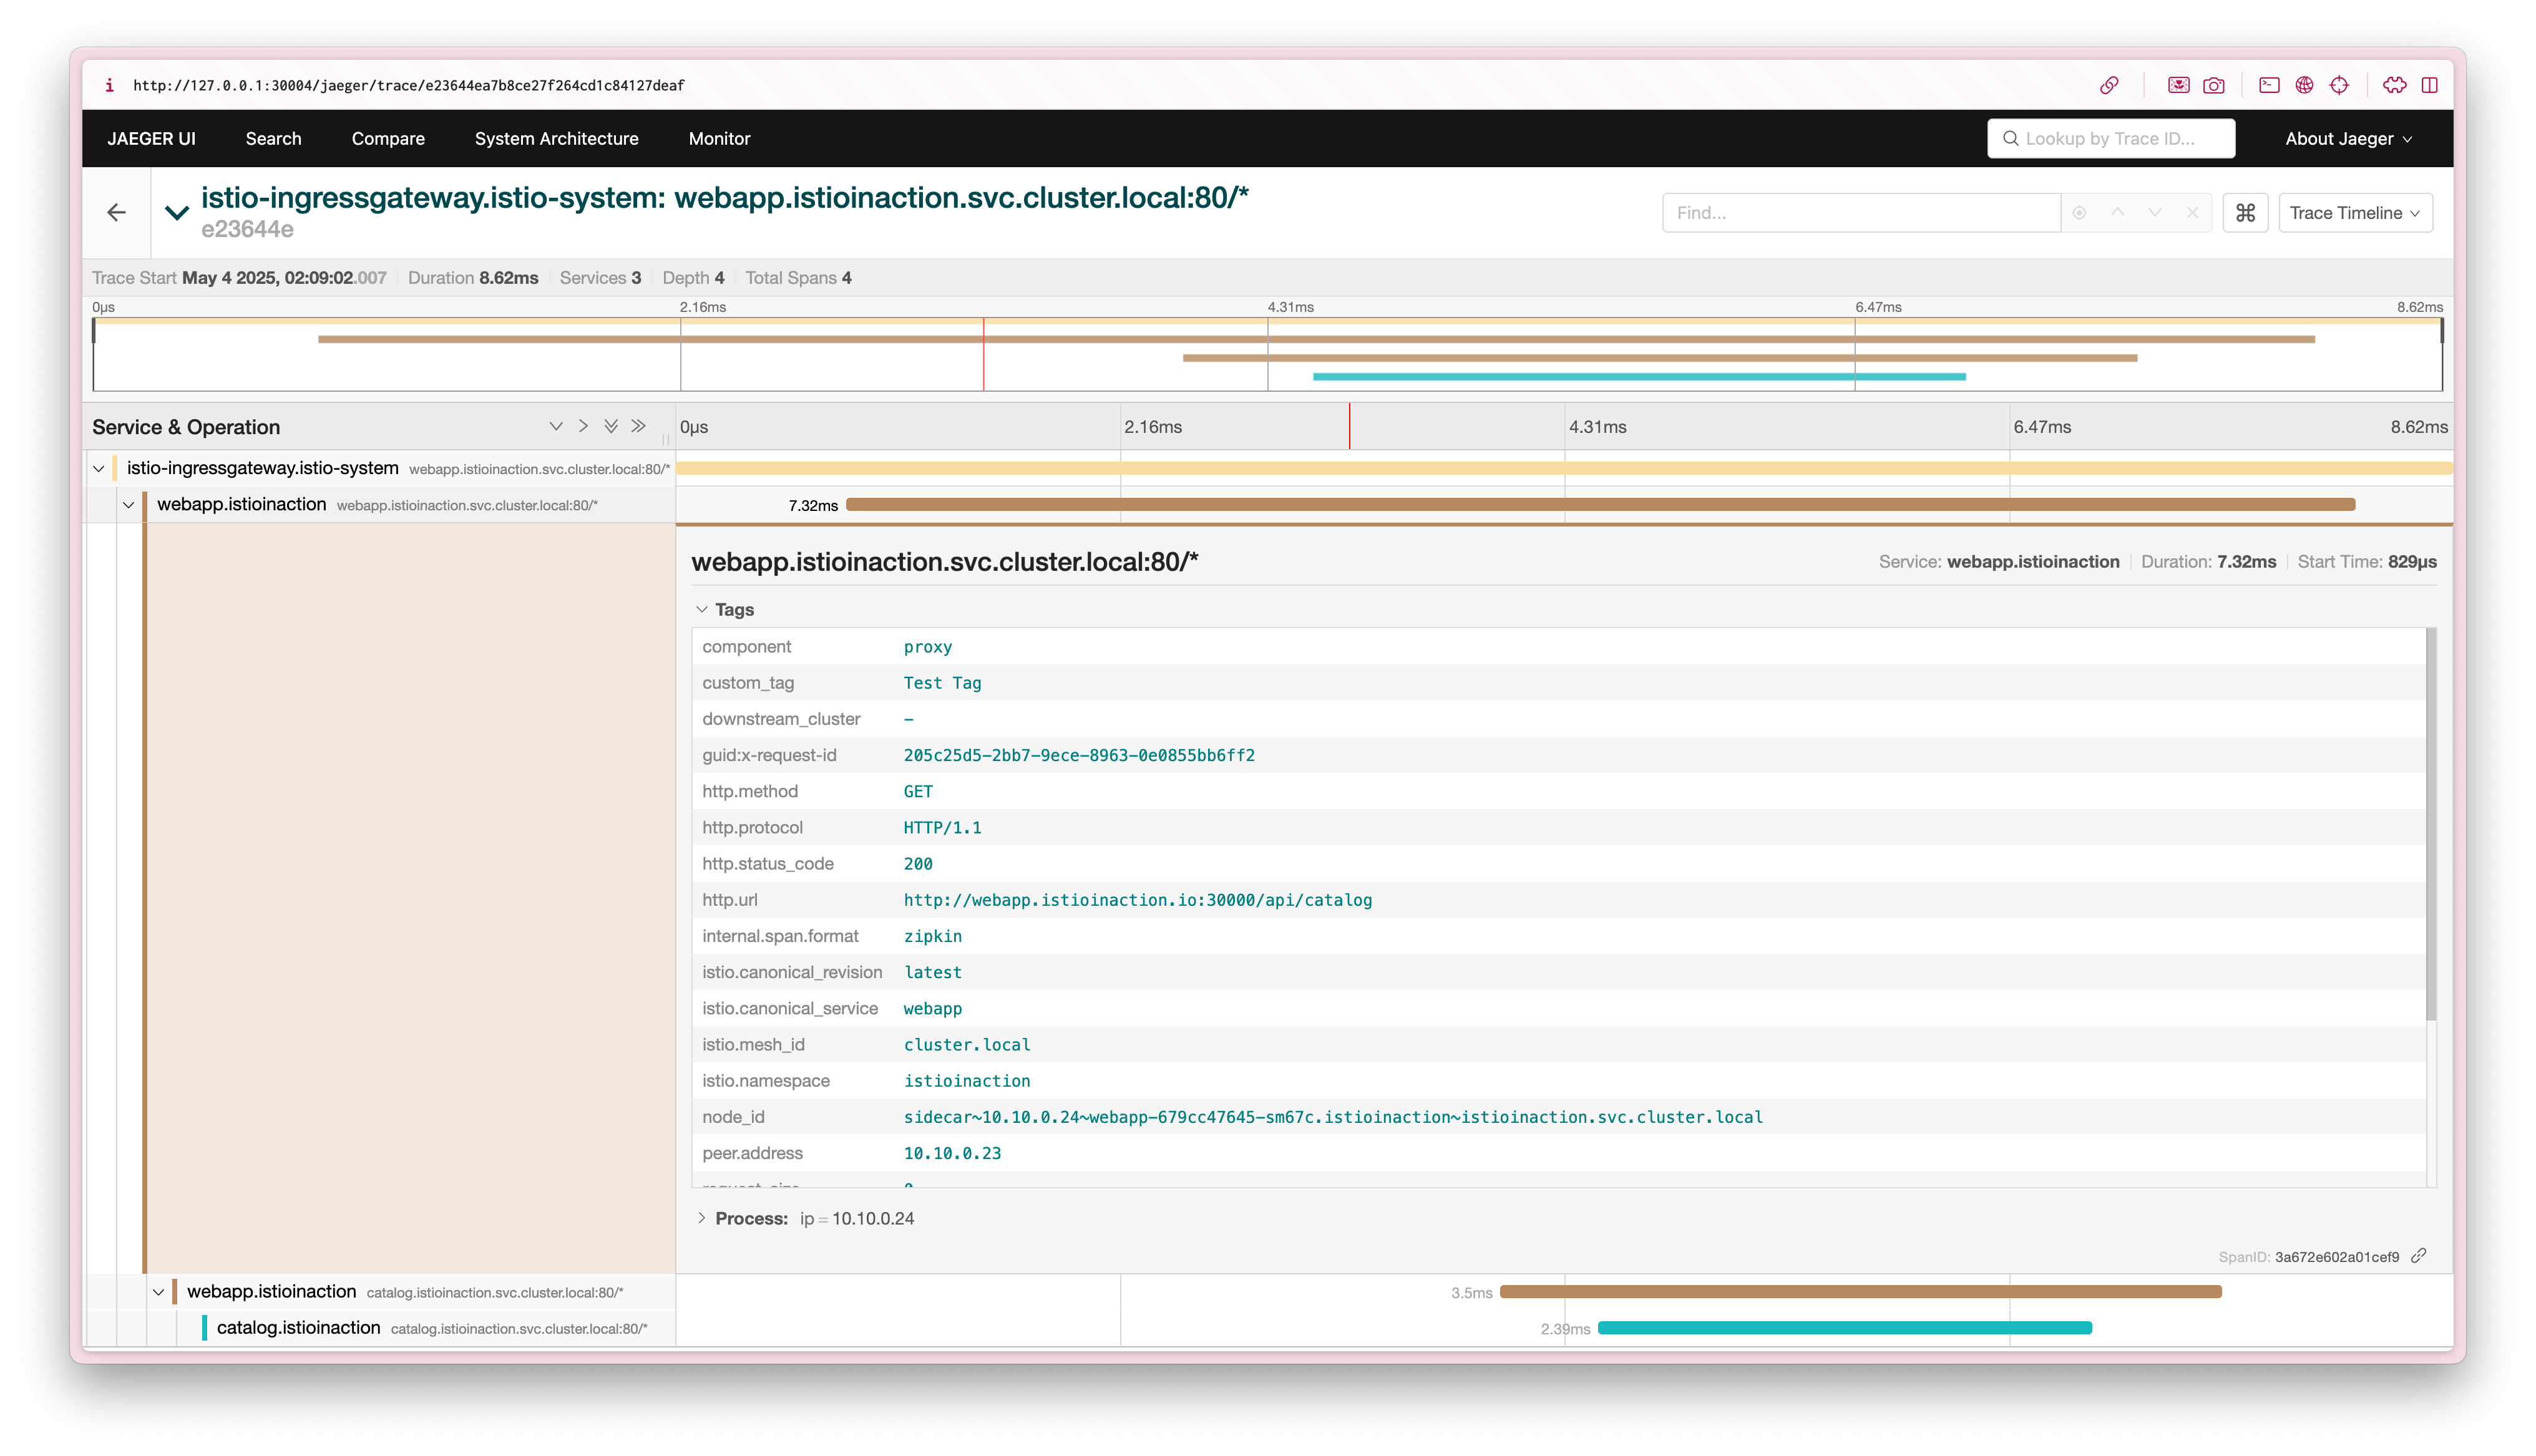 http://127.0.0.1:30004/jaeger/trace/e23644ea7b8ce27f264cd1c84127deaf
JAEGER UI Search Compare System Architecture Monitor Lookup by Trace ID... About Jaeger
istio-ingressgateway.istio-system: webapp.istioinaction.svc.cluster.local:80/*
e23644e
Find... Trace Timeline
Trace Start May 4 2025, 02:09:02.007 Duration 8.62ms Services 3 Depth 4 Total Spans 4
0μs 2.16ms 4.31ms 6.47ms 8.62ms
Service & Operation 0μs 2.16ms 4.31ms 6.47ms 8.62ms
istio-ingressgateway.istio-system webapp.istioinaction.svc.cluster.local:80/*
webapp.istioinaction webapp.istioinaction.svc.cluster.local:80/* 7.32ms
webapp.istioinaction.svc.cluster.local:80/* Service: webapp.istioinaction Duration: 7.32ms Start Time: 829μs
Tags
component proxy
custom_tag Test Tag
downstream_cluster -
guid:x-request-id 205c25d5-2bb7-9ece-8963-0e0855bb6ff2
http.method GET
http.protocol HTTP/1.1
http.status_code 200
http.url http://webapp.istioinaction.io:30000/api/catalog
internal.span.format zipkin
istio.canonical_revision latest
istio.canonical_service webapp
istio.mesh_id cluster.local
istio.namespace istioinaction
node_id sidecar~10.10.0.24~webapp-679cc47645-sm67c.istioinaction~istioinaction.svc.cluster.local
peer.address 10.10.0.23
Process: ip = 10.10.0.24
SpanID: 3a672e602a01cef9
webapp.istioinaction catalog.istioinaction.svc.cluster.local:80/* 3.5ms
catalog.istioinaction catalog.istioinaction.svc.cluster.local:80/* 2.39ms